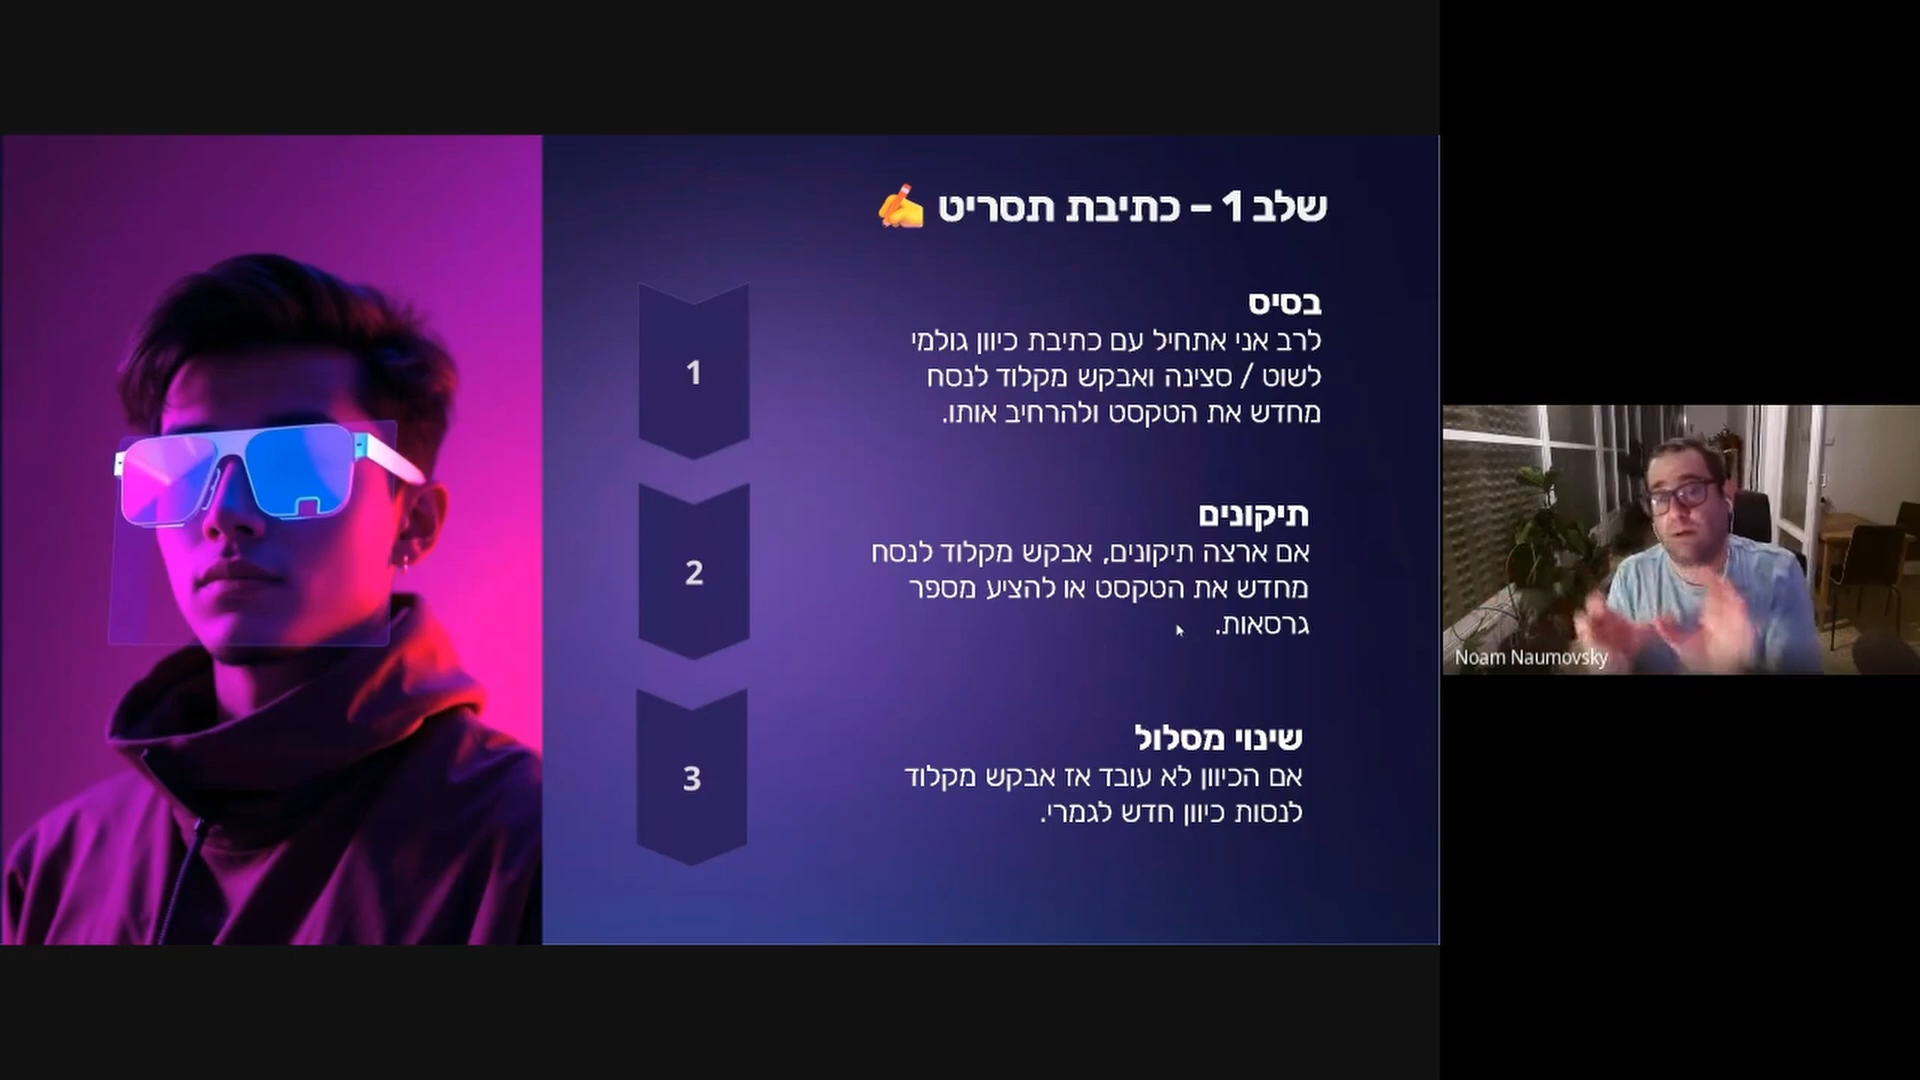 שלב 1 – כתיבת תסריט ✍️
1
בסיס
לרב אני אתחיל עם כתיבת כיוון גולמי
לשוט / סצינה ואבקש מקלוד לנסח
מחדש את הטקסט ולהרחיב אותו.
2
תיקונים
אם ארצה תיקונים, אבקש מקלוד לנסח
מחדש את הטקסט או להציע מספר
גרסאות.
3
שינוי מסלול
אם הכיוון לא עובד אז אבקש מקלוד
לנסות כיוון חדש לגמרי.
Noam Naumovsky